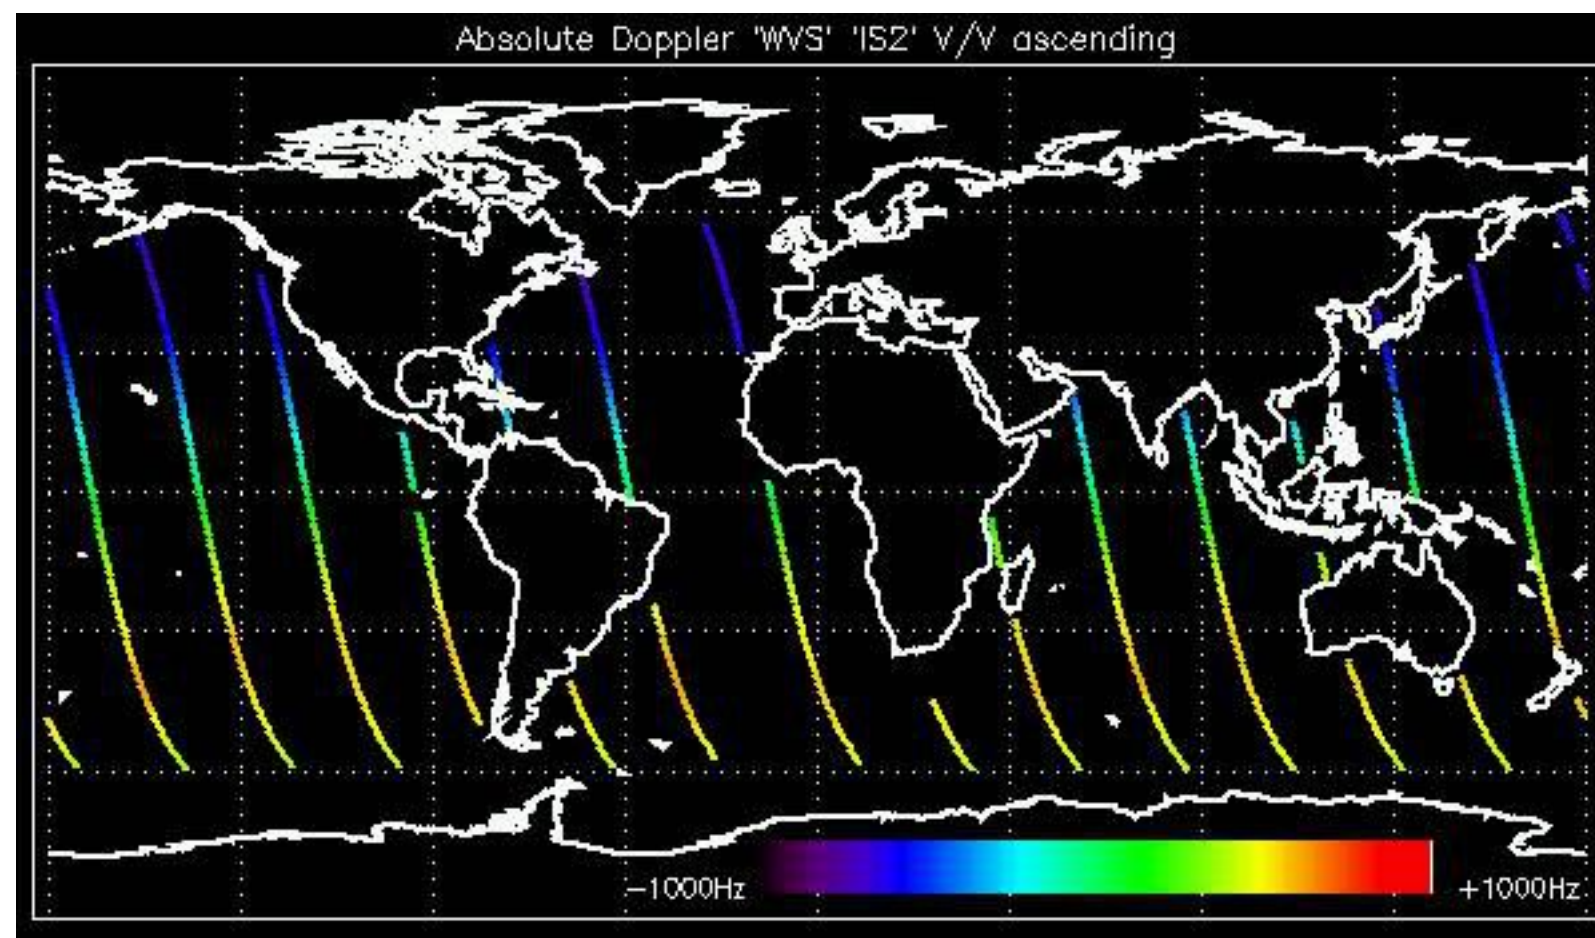 Absolute Doppler 'WVS' 'IS2' V/V ascending
−1000Hz
+1000Hz